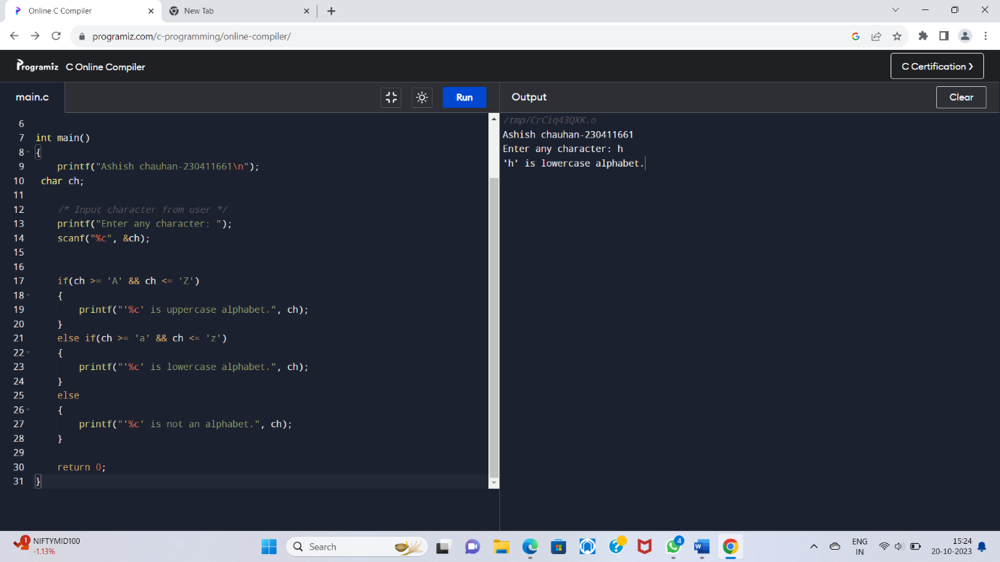 Online C Compiler
New Tab
programiz.com/c-programming/online-compiler/
Programiz C Online Compiler
C Certification >
main.c
Run
Output
Clear
6
7 int main()
8 {
9 printf("Ashish chauhan-230411661\n");
10 char ch;
11
12 /* Input character from user */
13 printf("Enter any character: ");
14 scanf("%c", &ch);
15
16
17 if(ch >= 'A' && ch <= 'Z')
18 {
19 printf("'%c' is uppercase alphabet.", ch);
20 }
21 else if(ch >= 'a' && ch <= 'z')
22 {
23 printf("'%c' is lowercase alphabet.", ch);
24 }
25 else
26 {
27 printf("'%c' is not an alphabet.", ch);
28 }
29
30 return 0;
31 }
/tmp/CrCiq43QXK.o
Ashish chauhan-230411661
Enter any character: h
'h' is lowercase alphabet.
1
NIFTYMID100
-1.13%
Search
4
ENG
IN
15:24
20-10-2023